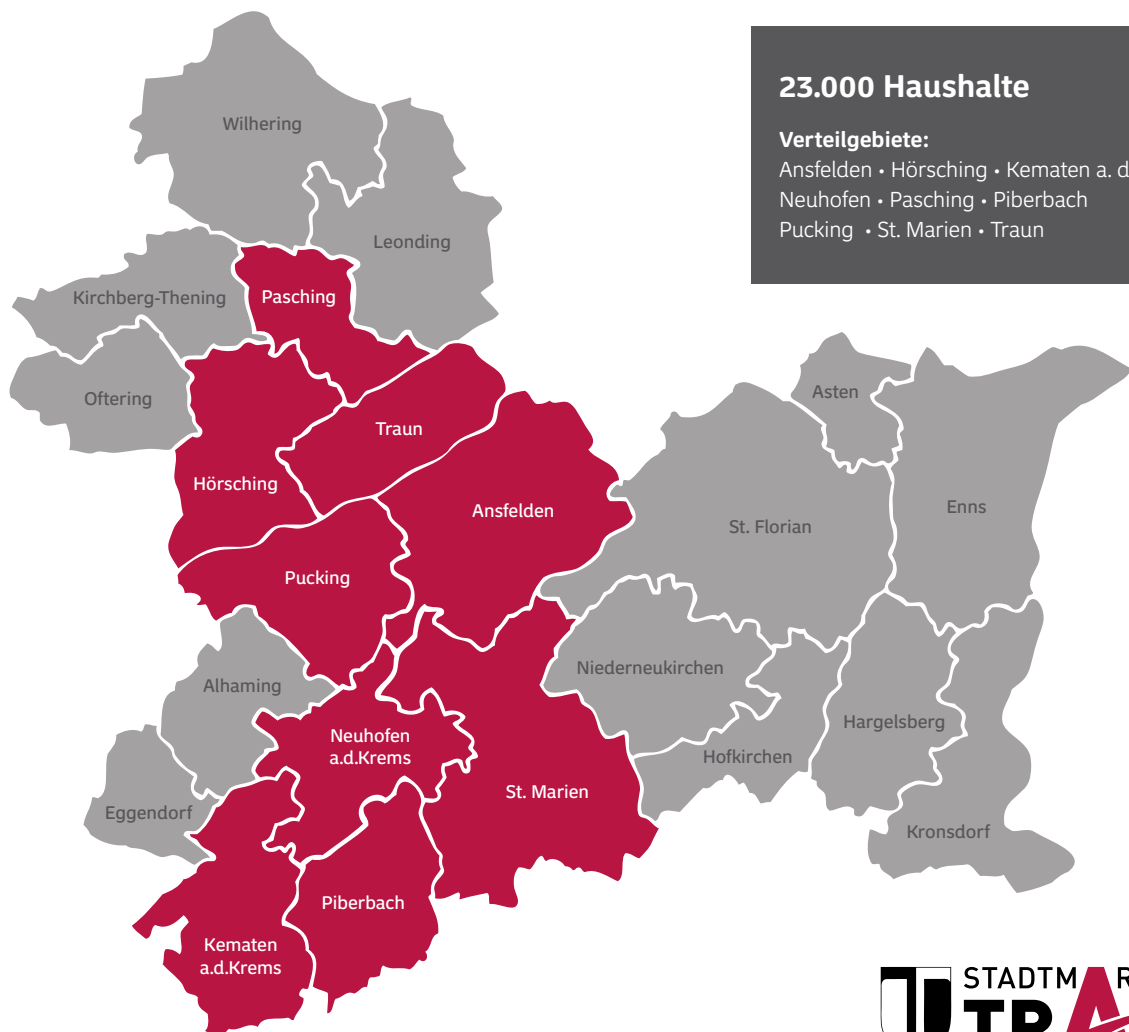 23.000 Haushalte
Verteilgebiete:
Ansfelden • Hörsching • Kematen a. d
Neuhofen • Pasching • Piberbach
Pucking • St. Marien • Traun
Wilhering
Leonding
Kirchberg-Thening
Pasching
Oftering
Traun
Asten
Hörsching
Ansfelden
Enns
St. Florian
Pucking
Alhaming
Niederneukirchen
Neuhofen
a.d.Krems
Hargelsberg
Hofkirchen
St. Marien
Eggendorf
Kronsdorf
Piberbach
Kematen
a.d.Krems
STADTMAR
TRA